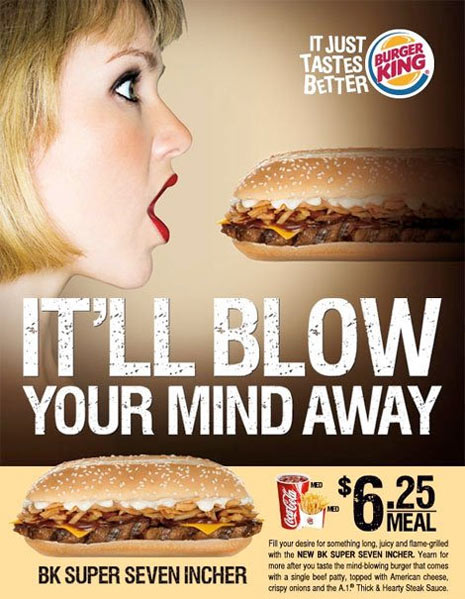 IT JUST
TASTES
BETTER
BURGER
KING
®
IT'LL BLOW
YOUR MIND AWAY
BK SUPER SEVEN INCHER
Coca-Cola
MED
MED
$6.25
MEAL
Fill your desire for something long, juicy and flame-grilled
with the NEW BK SUPER SEVEN INCHER. Yearn for
more after you taste the mind-blowing burger that comes
with a single beef patty, topped with American cheese,
crispy onions and the A.1.® Thick & Hearty Steak Sauce.